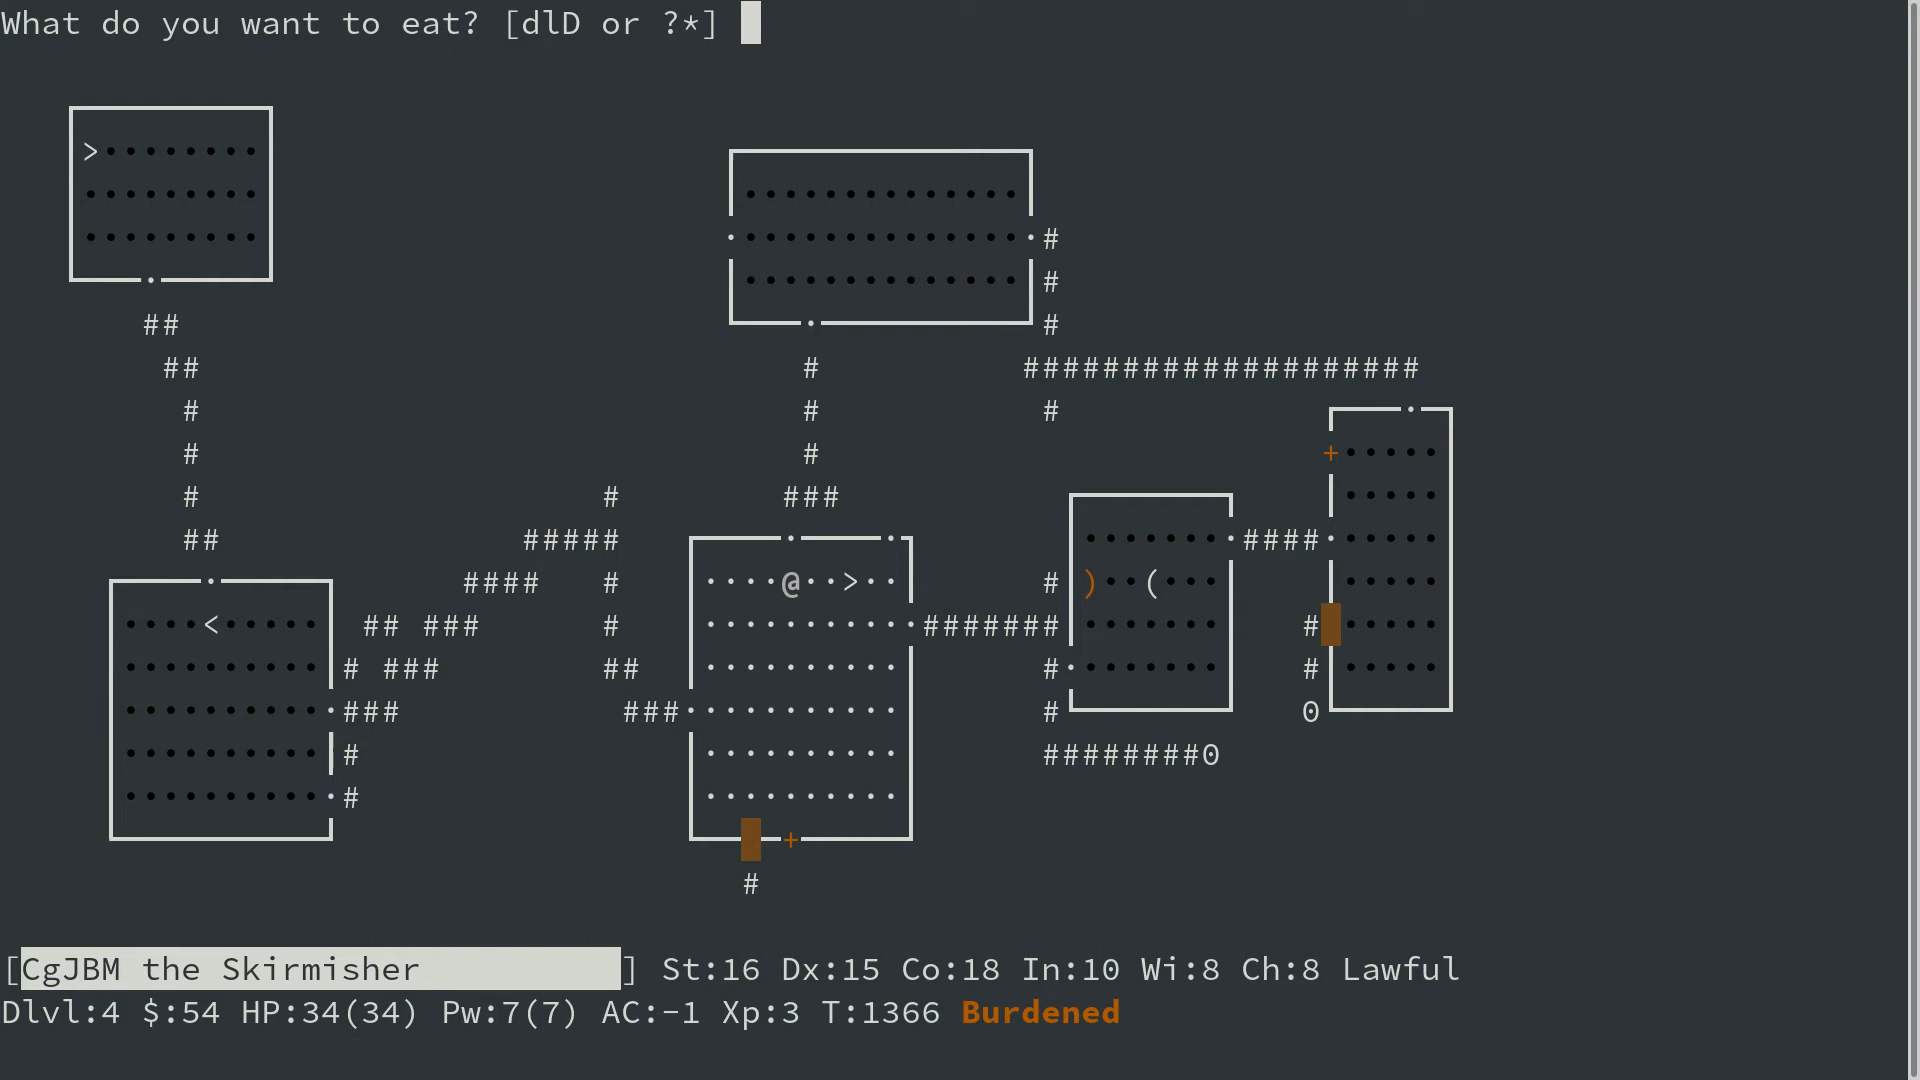 What do you want to eat? [dlD or ?*]
>·········
·········
·········
·
··············
·················#
··············#
·#
##
##
# ####################
# # #
# # ·
# # +·····
# # ### ·····
## ##### · · ·······.####······
· #### # ····@··>·· # )··(··· ·····
····<····· ## ### # ··········.####### ······· #·····
·········· # ### ## ·········· #········ #·····
···········### ###··········· # 0
·········· # ·········· ########0
···········# ··········
+
#
[CgJBM the Skirmisher ] St:16 Dx:15 Co:18 In:10 Wi:8 Ch:8 Lawful
Dlvl:4 $:54 HP:34(34) Pw:7(7) AC:-1 Xp:3 T:1366 Burdened